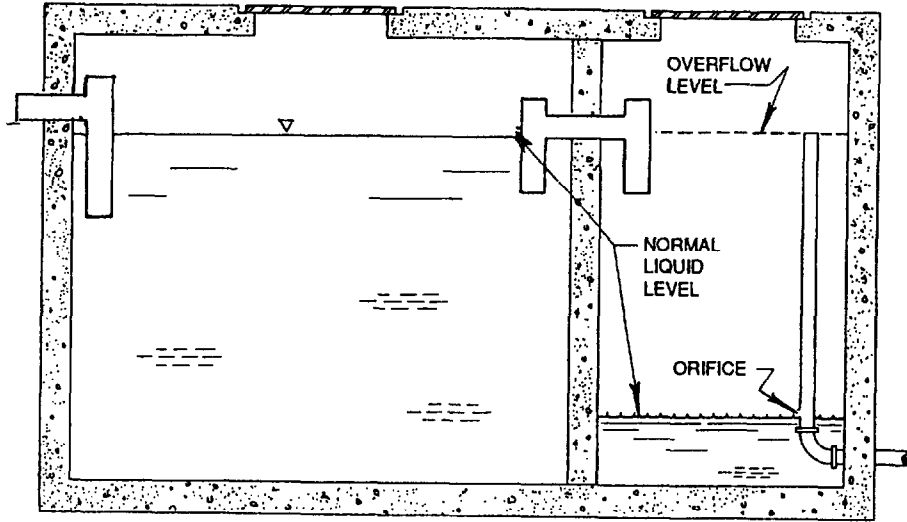 OVERFLOW
LEVEL
NORMAL
LIQUID
LEVEL
ORIFICE